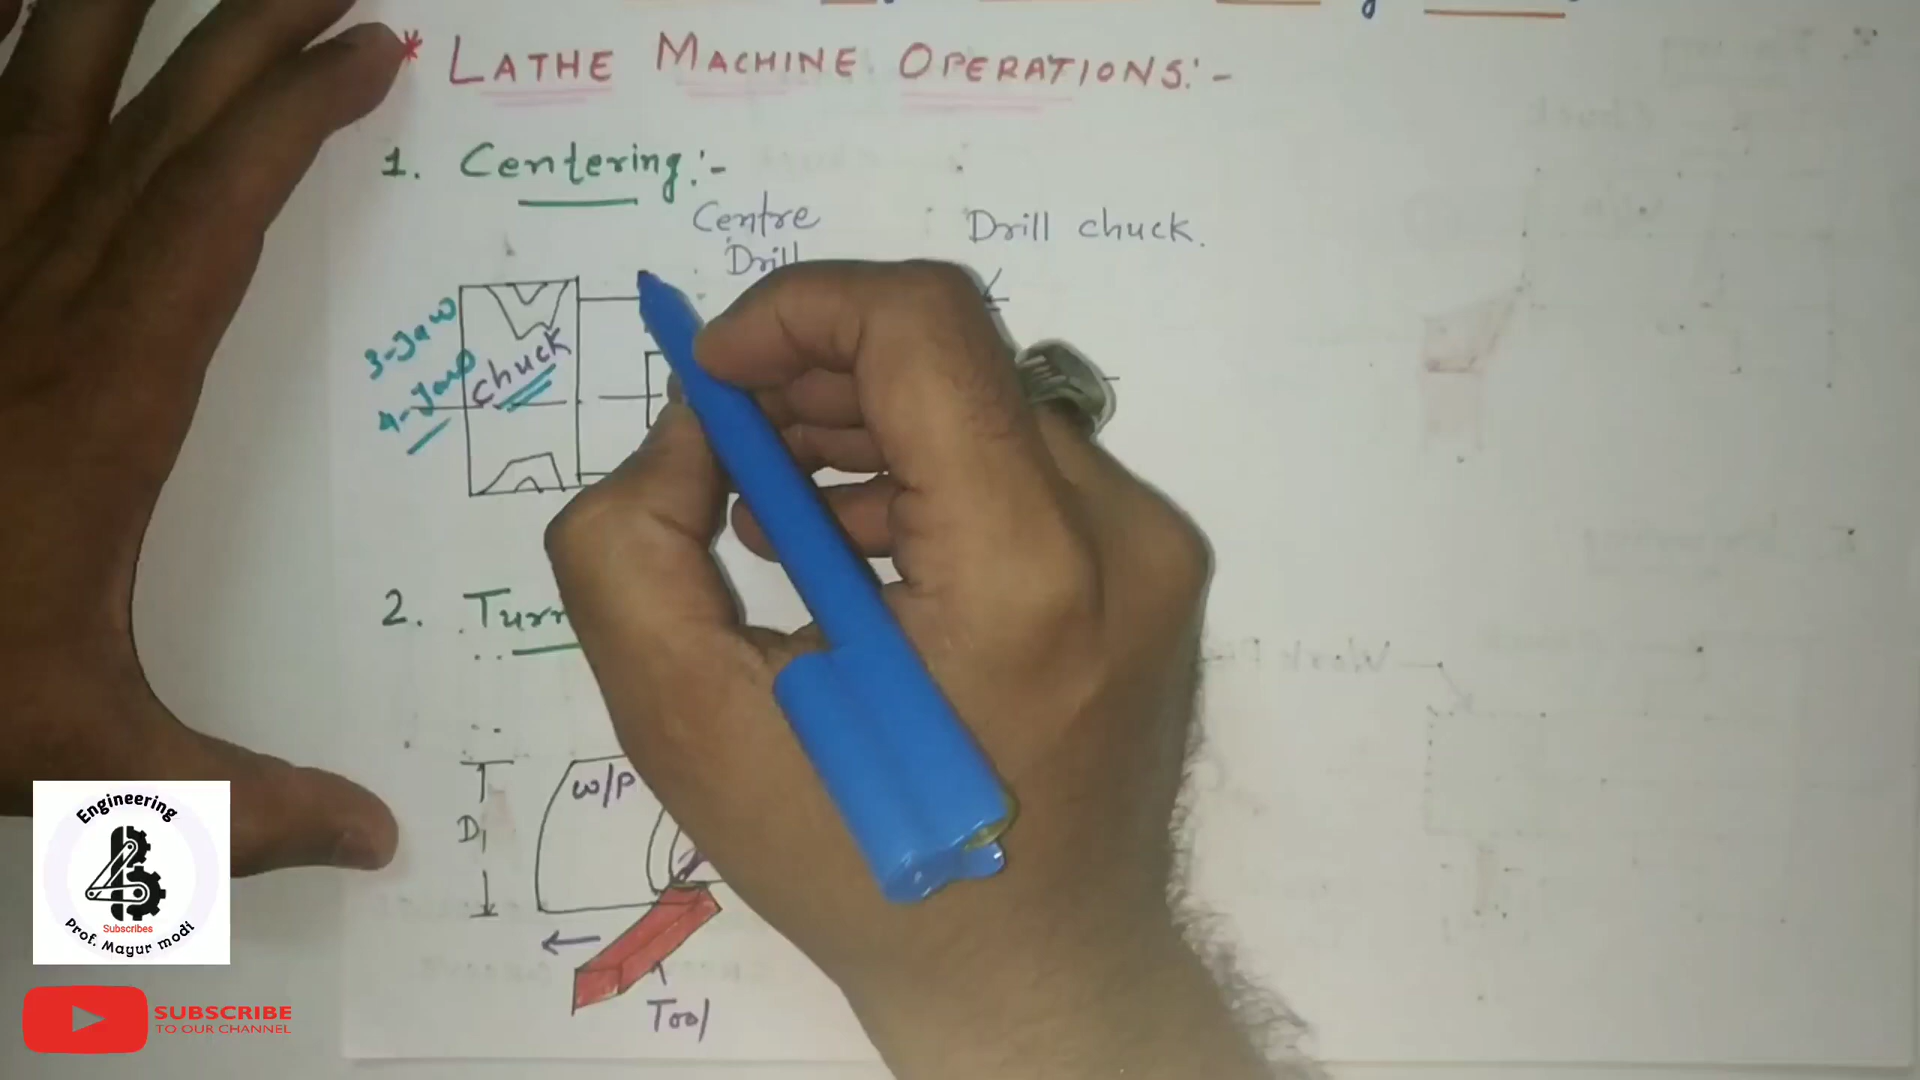 * LATHE MACHINE OPERATIONS:-
1. Centering:-
Centre
Drill
Drill chuck.
3-Jaw
4-Jaw
chuck
2. Turn
W/P
D1
Tool
Engineering
Subscribes
Prof. Mayur modi
SUBSCRIBE
TO OUR CHANNEL